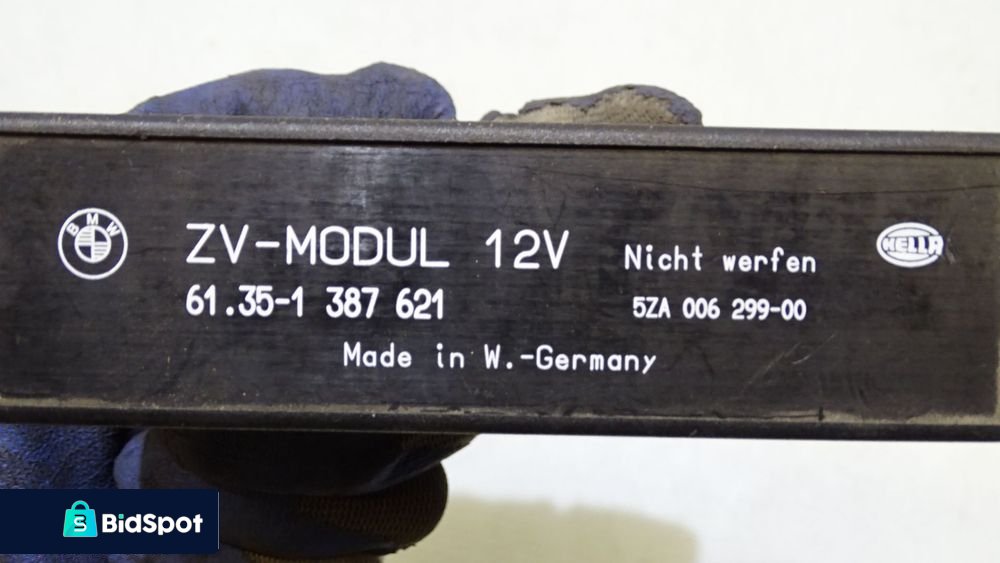 BMW
ZV-MODUL 12V
61.35-1 387 621
Nicht werfen
5ZA 006 299-00
HELLA
Made in W.-Germany
BidSpot